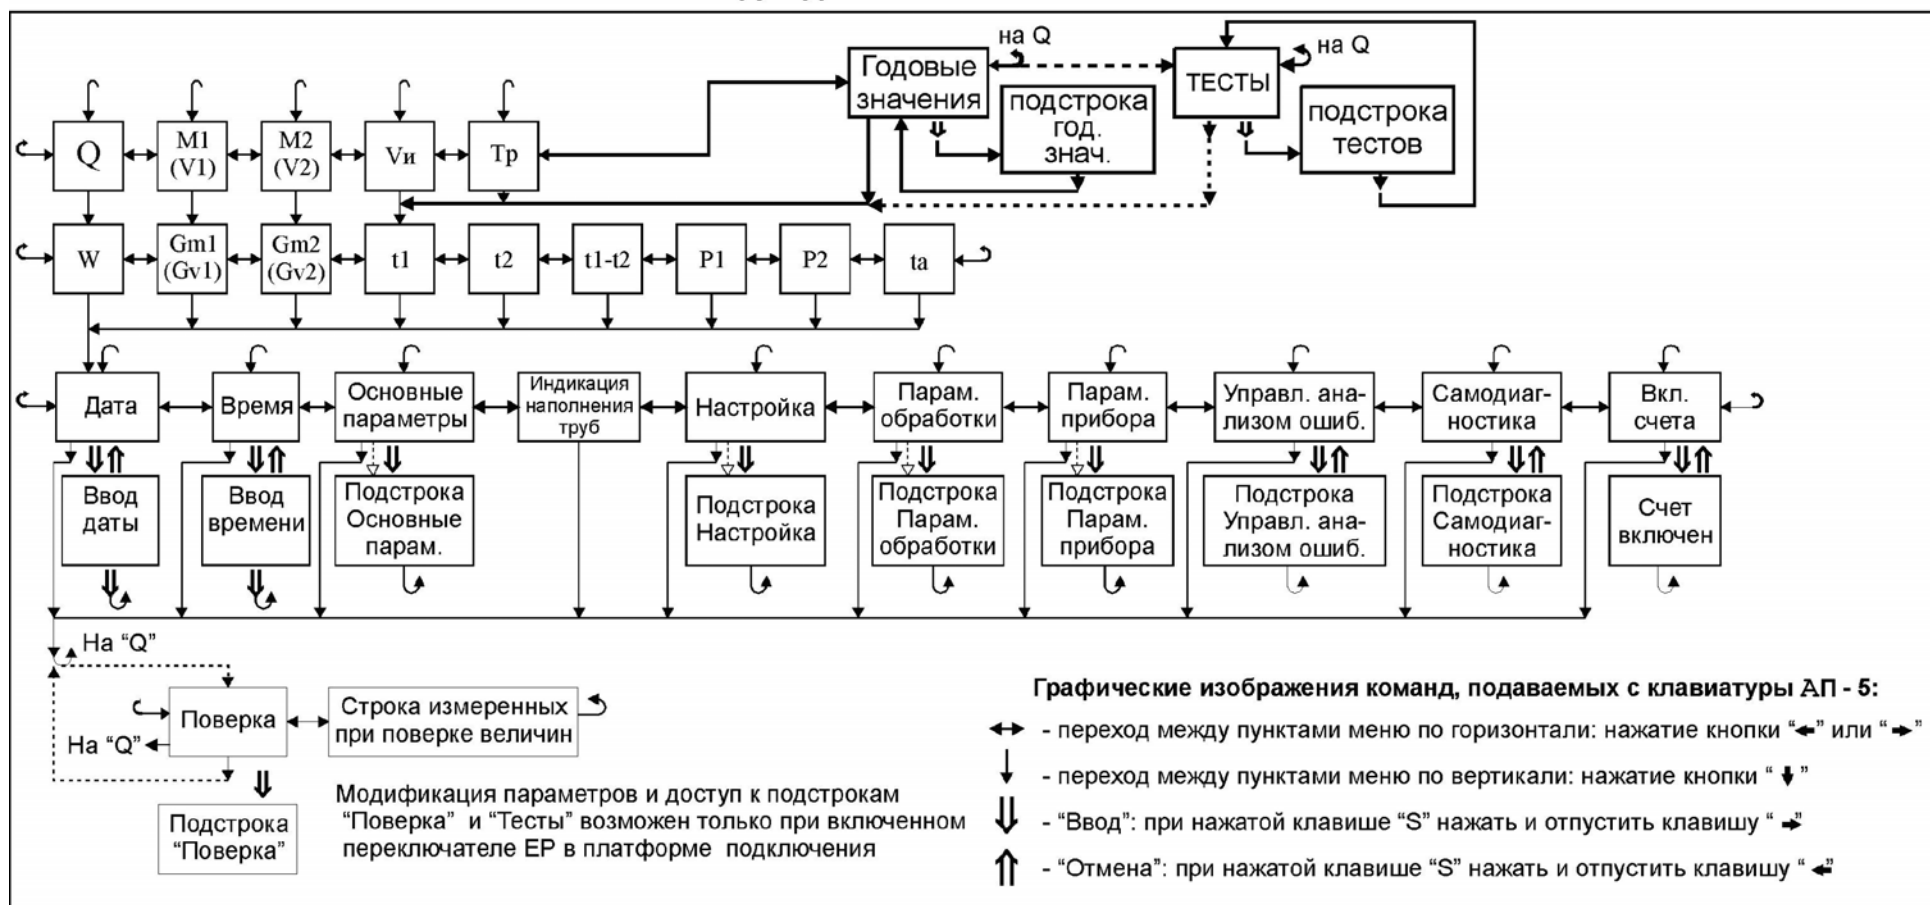 на Q
на Q
Годовые
значения
ТЕСТЫ
подстрока
год.
знач.
подстрока
тестов
Q
M1
(V1)
M2
(V2)
Vи
Тр
W
Gm1
(Gv1)
Gm2
(Gv2)
t1
t2
t1-t2
P1
P2
ta
Дата
Время
Основные
параметры
Индикация
наполнения
труб
Настройка
Парам.
обработки
Парам.
прибора
Управл. ана-
лизом ошиб.
Самодиаг-
ностика
Вкл.
счета
Ввод
даты
Ввод
времени
Подстрока
Основные
парам.
Подстрока
Настройка
Подстрока
Парам.
обработки
Подстрока
Парам.
прибора
Подстрока
Управл. ана-
лизом ошиб.
Подстрока
Самодиаг-
ностика
Счет
включен
На “Q”
Поверка
Строка измеренных
при поверке величин
На “Q”
Подстрока
“Поверка”
Модификация параметров и доступ к подстрокам
“Поверка” и “Тесты” возможен только при включенном
переключателе EP в платформе подключения
Графические изображения команд, подаваемых с клавиатуры АП - 5:
↔ - переход между пунктами меню по горизонтали: нажатие кнопки “←” или “→”
↓ - переход между пунктами меню по вертикали: нажатие кнопки “ ↓ ”
⇓ - “Ввод”: при нажатой клавише “S” нажать и отпустить клавишу “ →”
⇑ - “Отмена”: при нажатой клавише “S” нажать и отпустить клавишу “ ←”